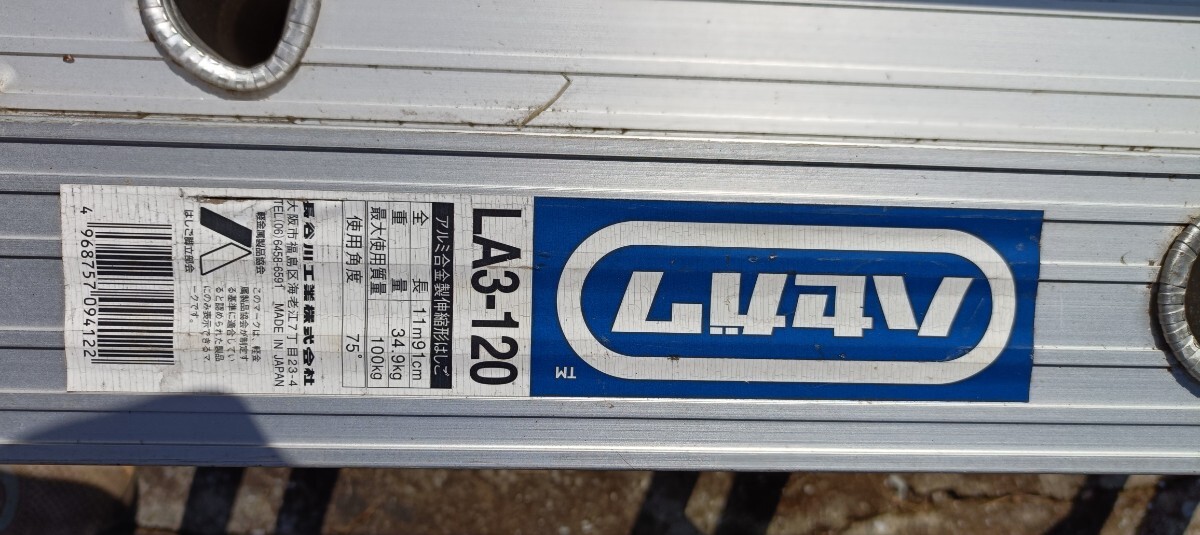 ハセガワ
TM
LA3-120
アルミ合金製伸縮形はしご
全長 11m91cm
重量 34.9kg
最大使用質量 100kg
使用角度 75°
長谷川工業株式会社
大阪市福島区海老江7丁目23-4
TEL(06)6458-6591 MADE IN JAPAN
軽金属製品協会
はしご脚立部会
このマークは、軽金
属製品協会が制定す
る基準に適合してい
ると認められた製品
にのみ表示できるマ
ークです。
4 968757 094122